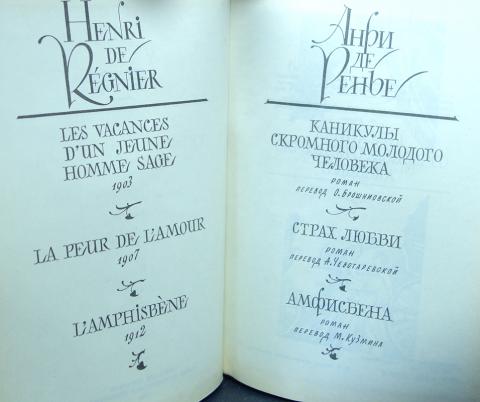 Henri
de
Régnier
LES VACANCES
D'UN JEUNE
HOMME SAGE
1903
LA PEUR DE L'AMOUR
1907
L'AMPHISBÈNE
1912
Анри
де
Ренье
КАНИКУЛЫ
СКРОМНОГО МОЛОДОГО
ЧЕЛОВЕКА
РОМАН
ПЕРЕВОД О. Брошниовской
СТРАХ ЛЮБВИ
РОМАН
ПЕРЕВОД А. Чеботаревской
АМФИСБЕНА
РОМАН
ПЕРЕВОД М. Кузмина